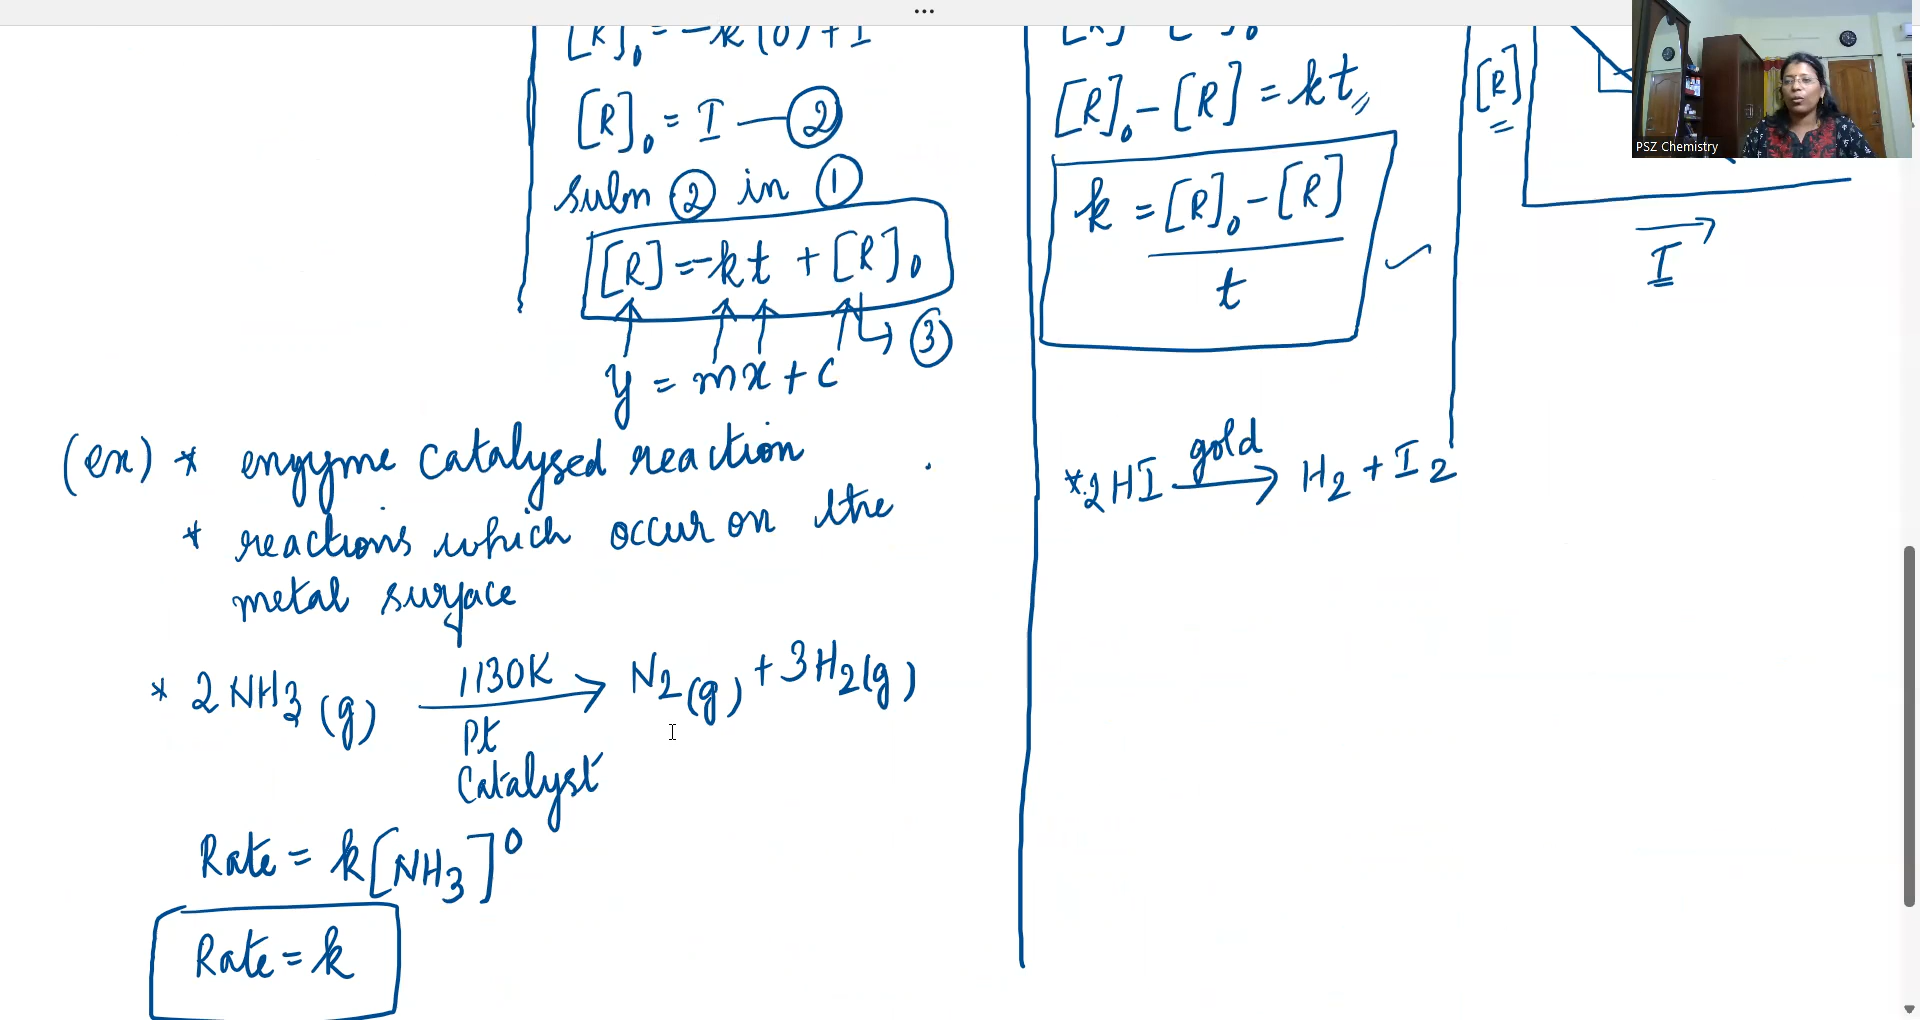 ...
[R]₀ = -k(0) + I
[R]₀ = I — ②
subn ② in ①
[R] = -kt + [R]₀
③
y = mx + c
[R]₀ - [R] = kt
k = [R]₀ - [R]
t
[R]
I
PSZ Chemistry
(ex) * enzyme catalysed reaction
* reactions which occur on the
metal surface
* 2NH₃(g) 1130K → N₂(g) + 3H₂(g)
Pt
Catalyst
Rate = k[NH₃]⁰
Rate = k
gold
* 2HI → H₂ + I₂